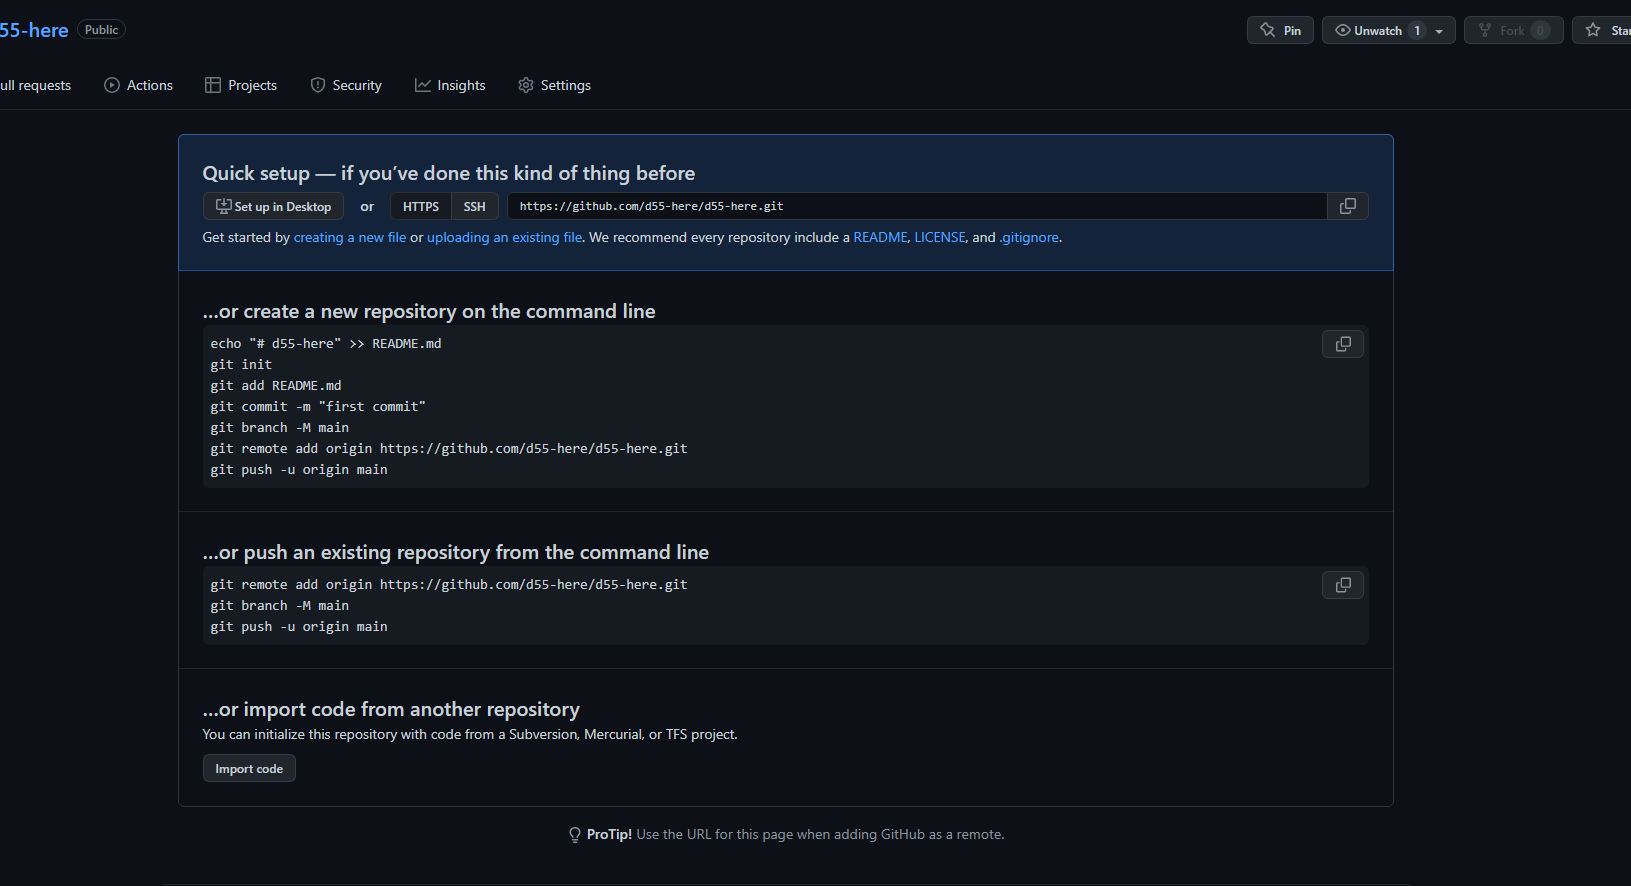 55-here Public Pin Unwatch 1 Fork 0 Star
ull requests Actions Projects Security Insights Settings
Quick setup — if you’ve done this kind of thing before
Set up in Desktop or HTTPS SSH https://github.com/d55-here/d55-here.git
Get started by creating a new file or uploading an existing file. We recommend every repository include a README, LICENSE, and .gitignore.
…or create a new repository on the command line
echo "# d55-here" >> README.md
git init
git add README.md
git commit -m "first commit"
git branch -M main
git remote add origin https://github.com/d55-here/d55-here.git
git push -u origin main
…or push an existing repository from the command line
git remote add origin https://github.com/d55-here/d55-here.git
git branch -M main
git push -u origin main
…or import code from another repository
You can initialize this repository with code from a Subversion, Mercurial, or TFS project.
Import code
ProTip! Use the URL for this page when adding GitHub as a remote.